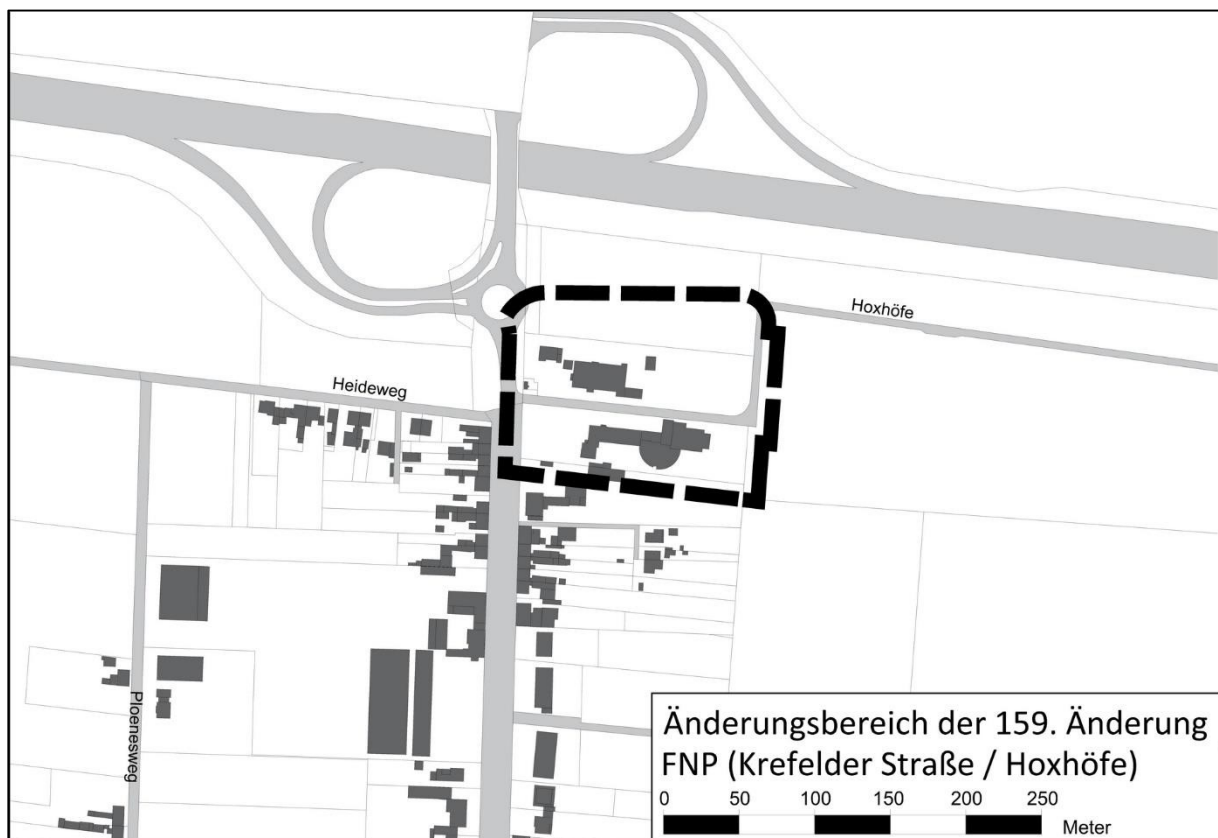 Hoxhöfe
Heideweg
Ploenesweg
Änderungsbereich der 159. Änderung
FNP (Krefelder Straße / Hoxhöfe)
0 50 100 150 200 250
Meter